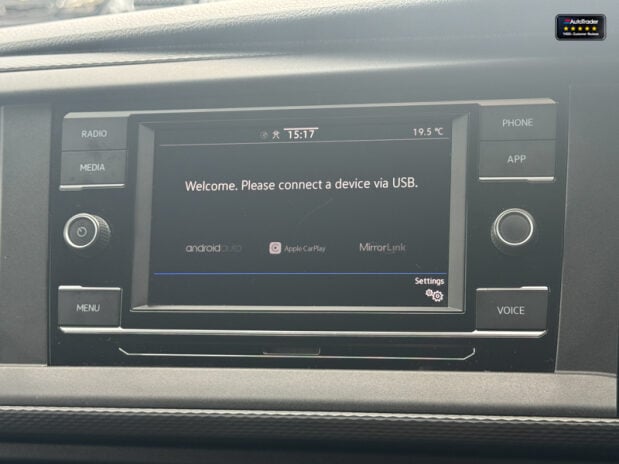 AutoTrader
RADIO
MEDIA
MENU
15:17
19.5 °C
Welcome. Please connect a device via USB.
androidauto
Apple CarPlay
MirrorLink
Settings
PHONE
APP
VOICE